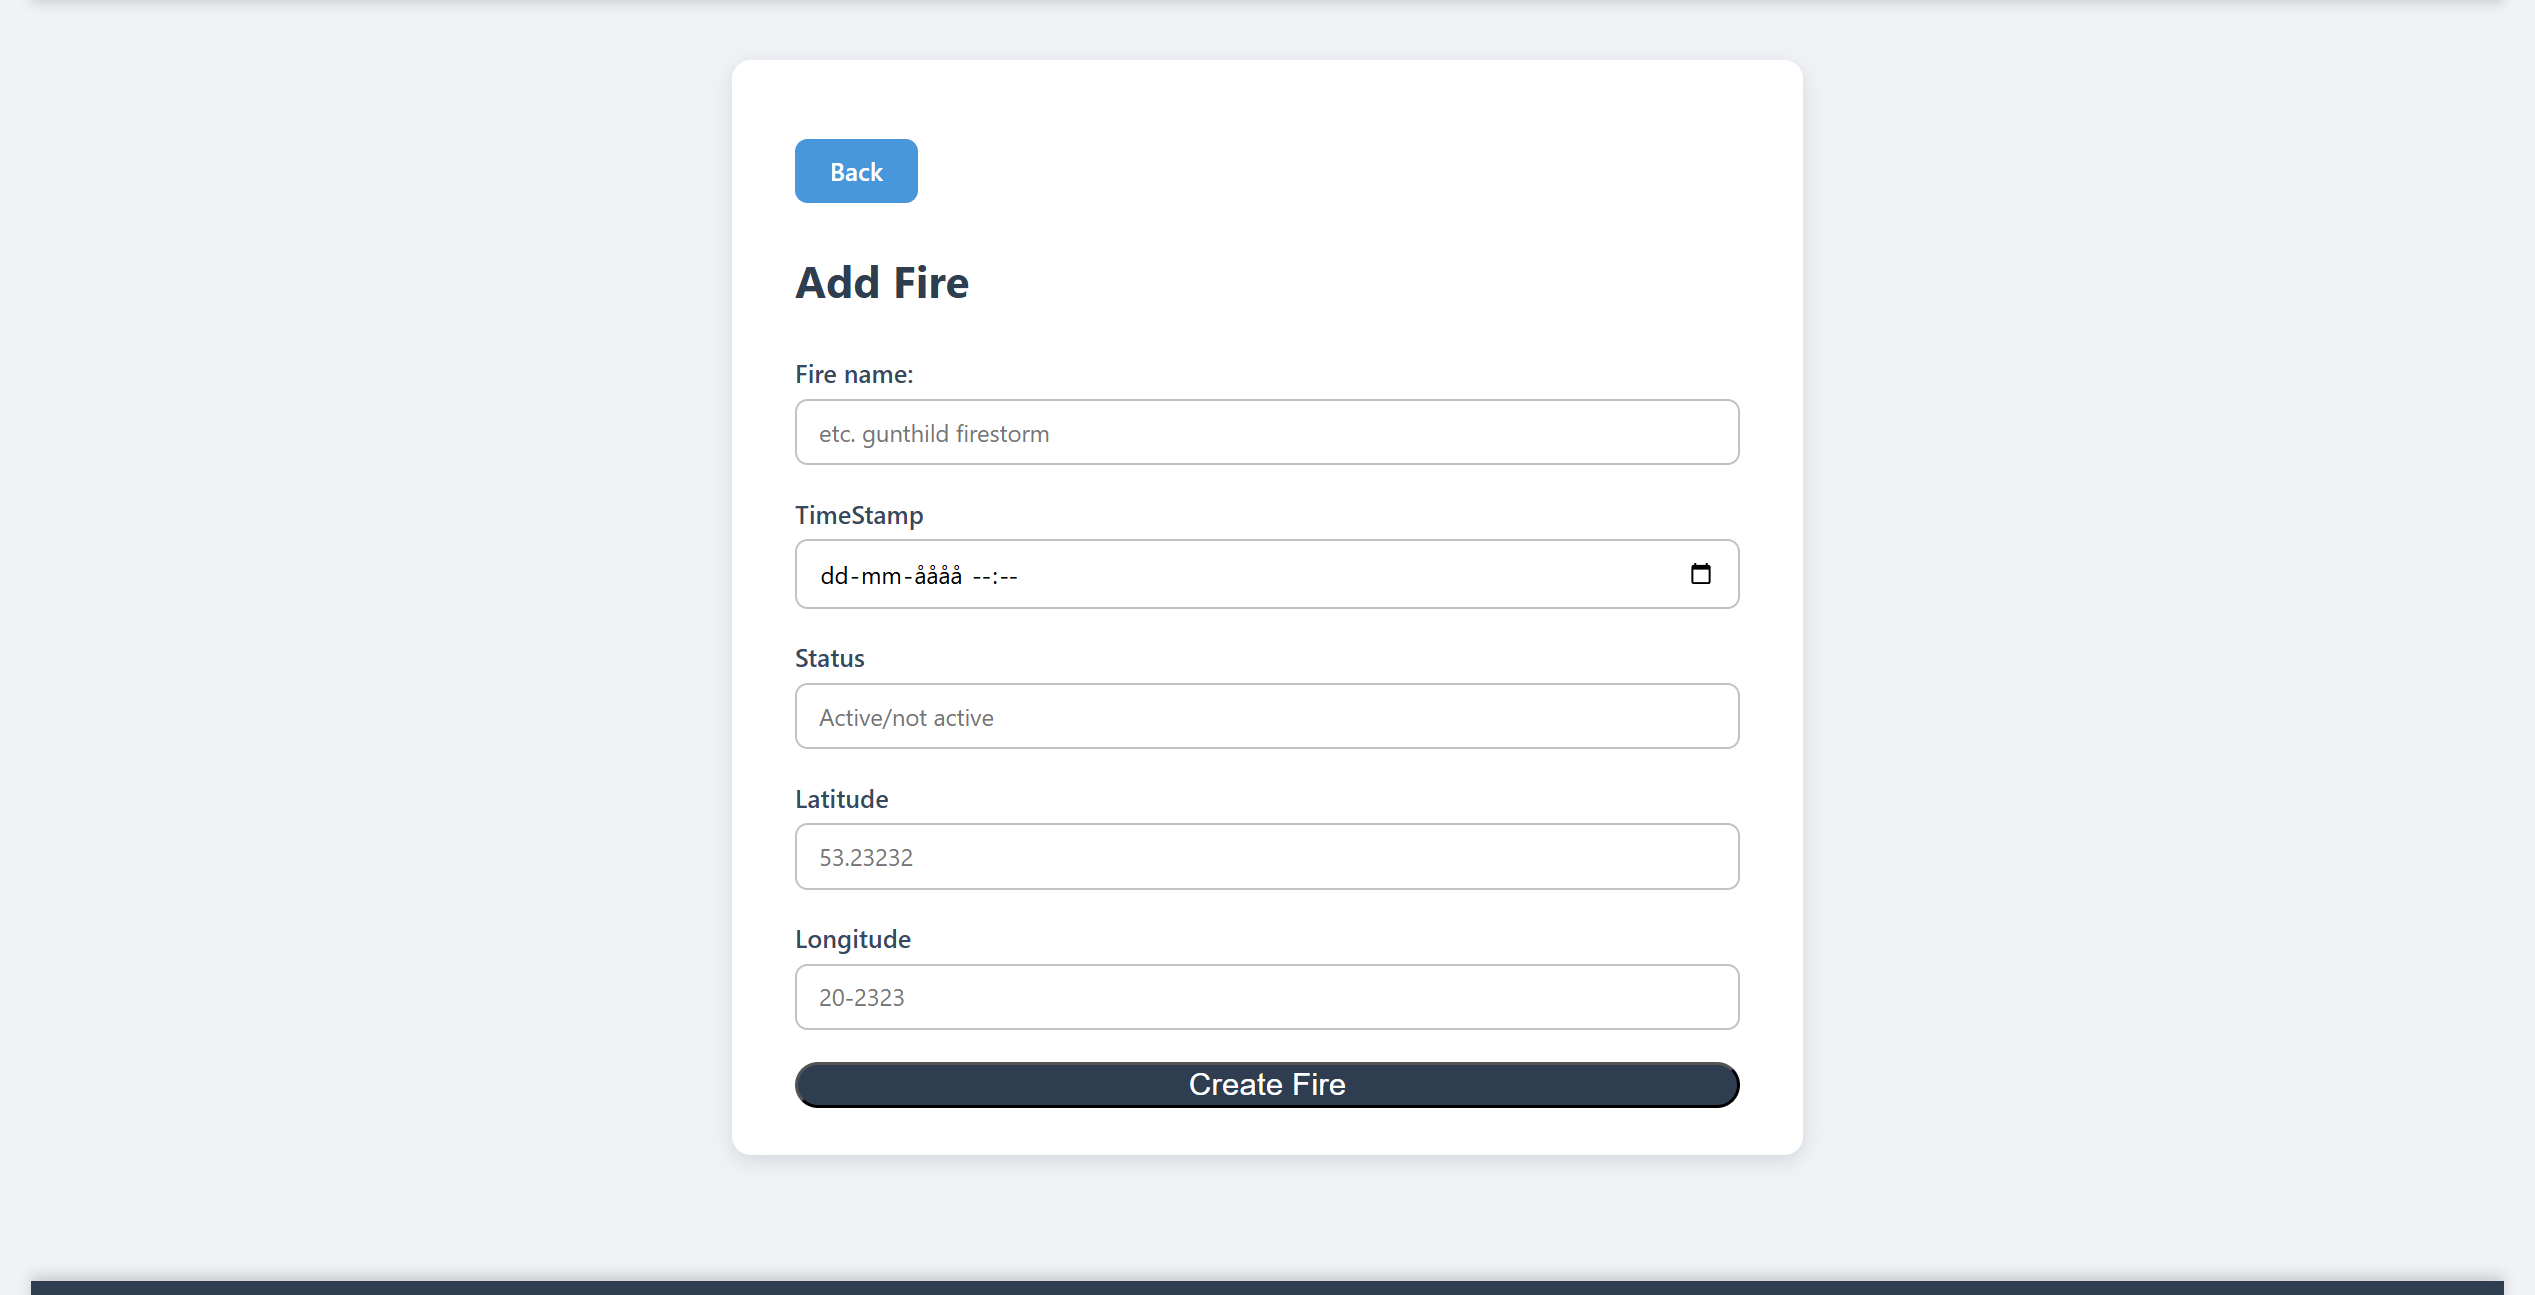 Back
Add Fire
Fire name:
etc. gunthild firestorm
TimeStamp
dd-mm-åååå --:--
Status
Active/not active
Latitude
53.23232
Longitude
20-2323
Create Fire